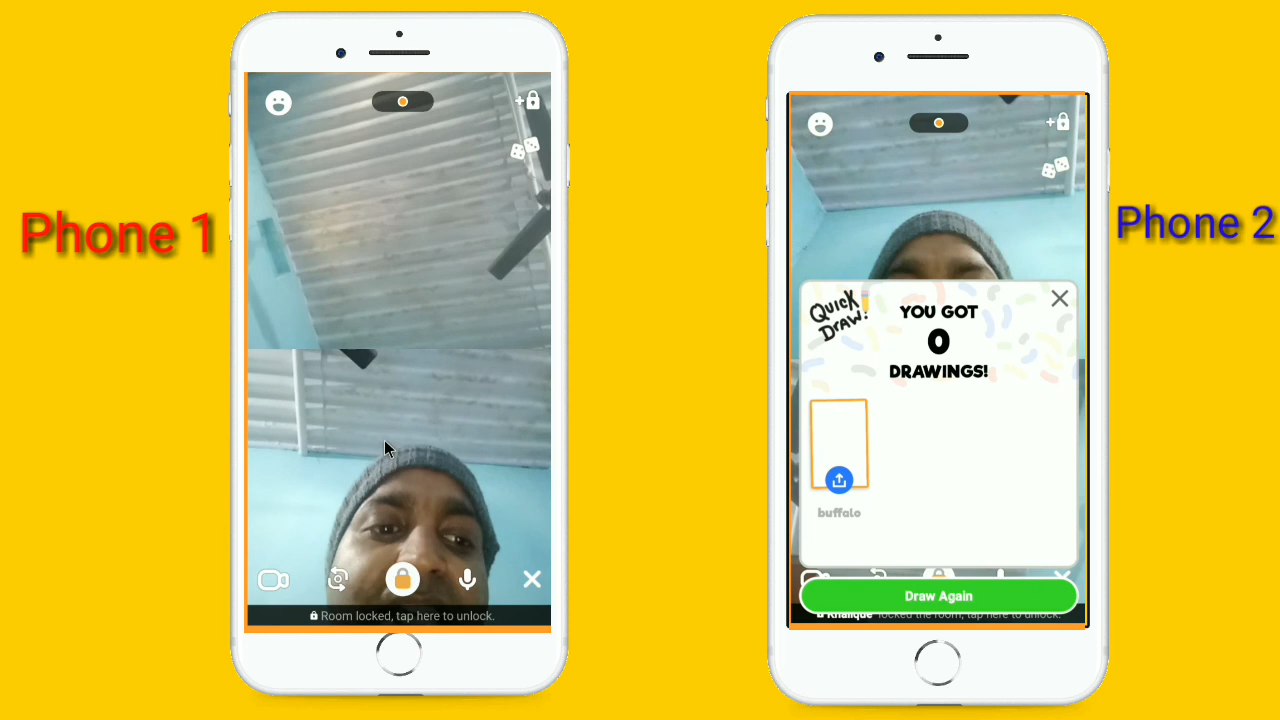 Phone 1
Room locked, tap here to unlock.
Phone 2
QUICK
DRAW!
YOU GOT
0
DRAWINGS!
buffalo
Draw Again
Khalique locked the room, tap here to unlock.